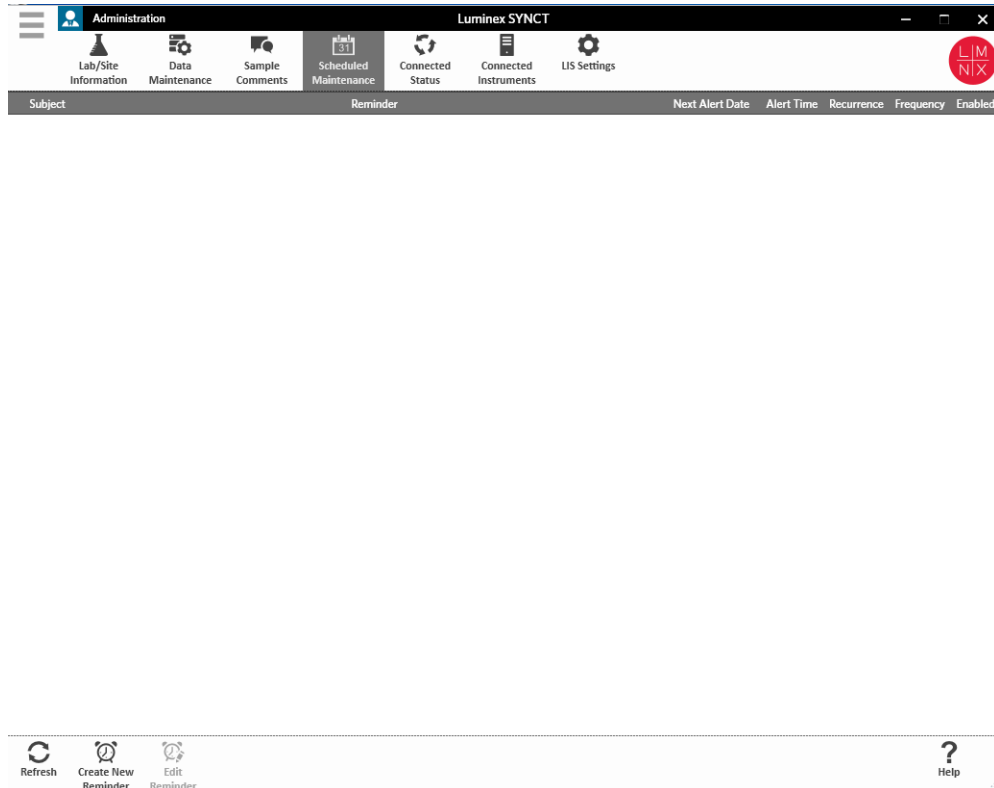 Administration
Luminex SYNCT
Lab/Site
Information
Data
Maintenance
Sample
Comments
31
Scheduled
Maintenance
Connected
Status
Connected
Instruments
LIS Settings
L M
N X
Subject Reminder Next Alert Date Alert Time Recurrence Frequency Enabled
Refresh
Create New
Reminder
Edit
Reminder
?
Help